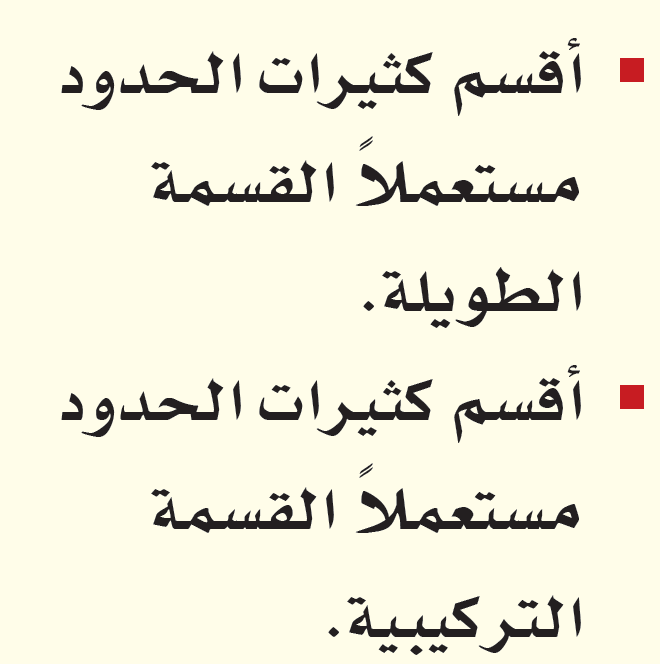 أقسم كثيرات الحدود
مستعملاً القسمة
الطويلة.
أقسم كثيرات الحدود
مستعملاً القسمة
التركيبية.